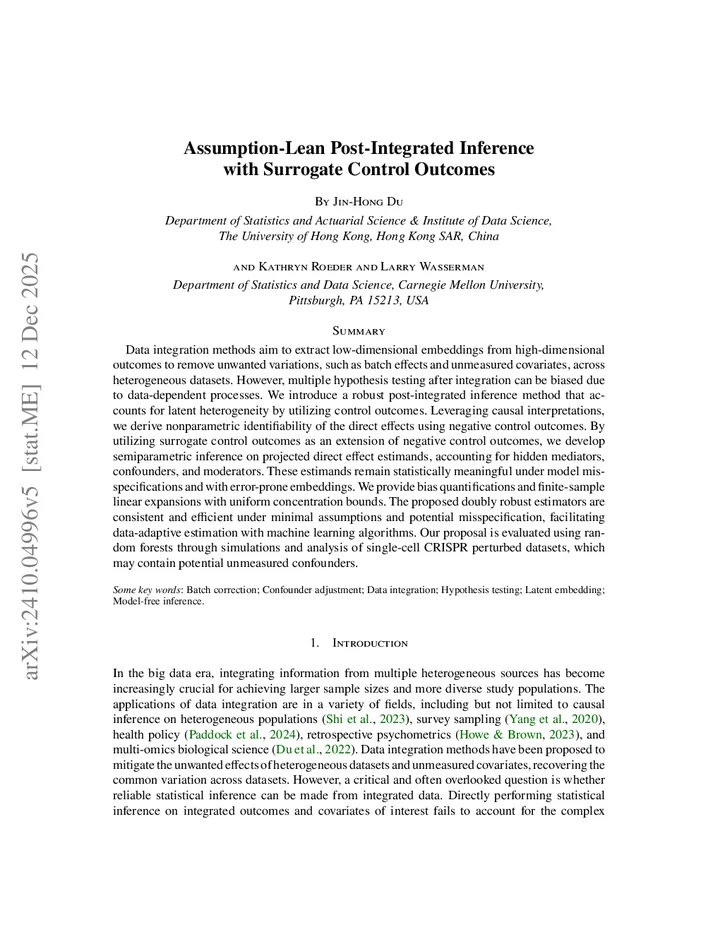 Assumption-Lean Post-Integrated Inference
with Surrogate Control Outcomes
By Jin-Hong Du
Department of Statistics and Actuarial Science & Institute of Data Science,
The University of Hong Kong, Hong Kong SAR, China
and Kathryn Roeder and Larry Wasserman
Department of Statistics and Data Science, Carnegie Mellon University,
Pittsburgh, PA 15213, USA
Summary
Data integration methods aim to extract low-dimensional embeddings from high-dimensional
outcomes to remove unwanted variations, such as batch effects and unmeasured covariates, across
heterogeneous datasets. However, multiple hypothesis testing after integration can be biased due
to data-dependent processes. We introduce a robust post-integrated inference method that ac-
counts for latent heterogeneity by utilizing control outcomes. Leveraging causal interpretations,
we derive nonparametric identifiability of the direct effects using negative control outcomes. By
utilizing surrogate control outcomes as an extension of negative control outcomes, we develop
semiparametric inference on projected direct effect estimands, accounting for hidden mediators,
confounders, and moderators. These estimands remain statistically meaningful under model mis-
specifications and with error-prone embeddings. We provide bias quantifications and finite-sample
linear expansions with uniform concentration bounds. The proposed doubly robust estimators are
consistent and efficient under minimal assumptions and potential misspecification, facilitating
data-adaptive estimation with machine learning algorithms. Our proposal is evaluated using ran-
dom forests through simulations and analysis of single-cell CRISPR perturbed datasets, which
may contain potential unmeasured confounders.
Some key words: Batch correction; Confounder adjustment; Data integration; Hypothesis testing; Latent embedding;
Model-free inference.
1. Introduction
In the big data era, integrating information from multiple heterogeneous sources has become
increasingly crucial for achieving larger sample sizes and more diverse study populations. The
applications of data integration are in a variety of fields, including but not limited to causal
inference on heterogeneous populations (Shi et al., 2023), survey sampling (Yang et al., 2020),
health policy (Paddock et al., 2024), retrospective psychometrics (Howe & Brown, 2023), and
multi-omics biological science (Du et al., 2022). Data integration methods have been proposed to
mitigate the unwanted effects of heterogeneous datasets and unmeasured covariates, recovering the
common variation across datasets. However, a critical and often overlooked question is whether
reliable statistical inference can be made from integrated data. Directly performing statistical
inference on integrated outcomes and covariates of interest fails to account for the complex
arXiv:2410.04996v5 [stat.ME] 12 Dec 2025